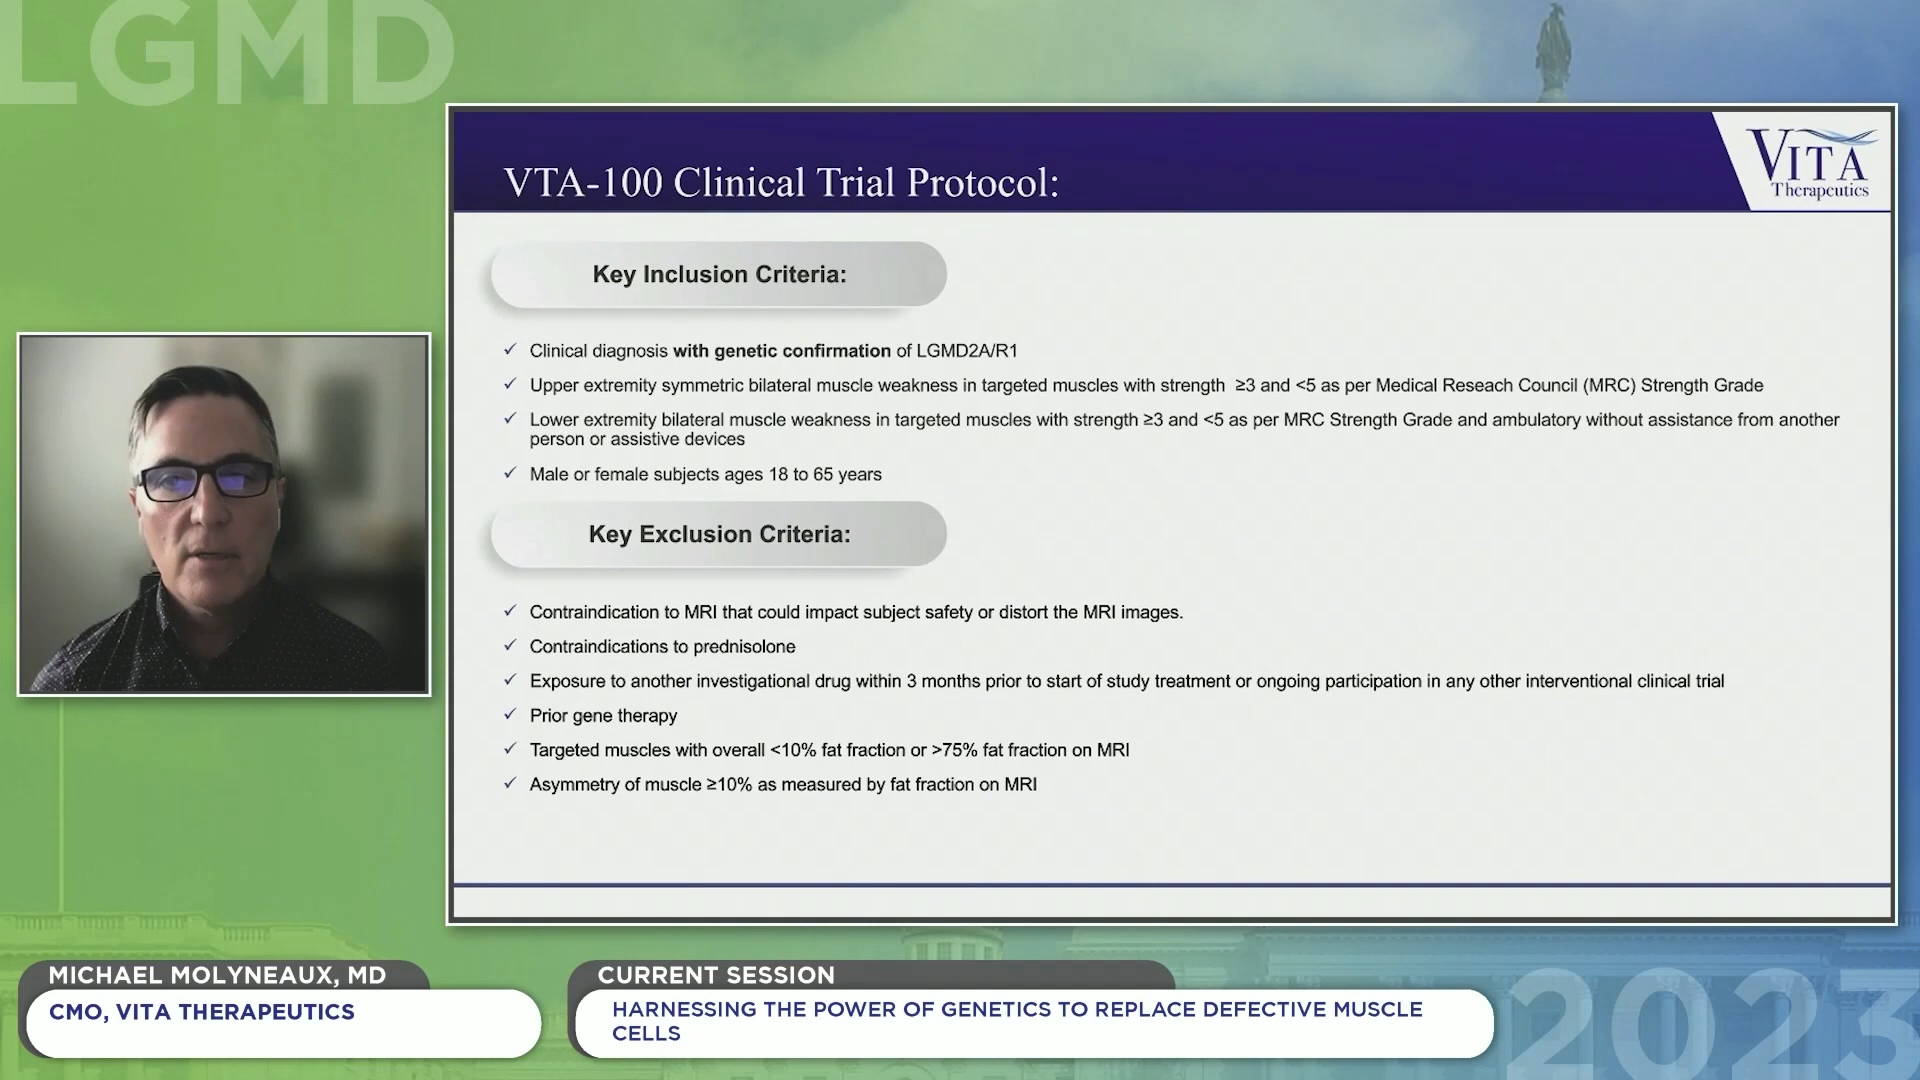 LGMD
VTA-100 Clinical Trial Protocol:
VITA
Therapeutics
Key Inclusion Criteria:
✓ Clinical diagnosis with genetic confirmation of LGMD2A/R1
✓ Upper extremity symmetric bilateral muscle weakness in targeted muscles with strength ≥3 and <5 as per Medical Reseach Council (MRC) Strength Grade
✓ Lower extremity bilateral muscle weakness in targeted muscles with strength ≥3 and <5 as per MRC Strength Grade and ambulatory without assistance from another
person or assistive devices
✓ Male or female subjects ages 18 to 65 years
Key Exclusion Criteria:
✓ Contraindication to MRI that could impact subject safety or distort the MRI images.
✓ Contraindications to prednisolone
✓ Exposure to another investigational drug within 3 months prior to start of study treatment or ongoing participation in any other interventional clinical trial
✓ Prior gene therapy
✓ Targeted muscles with overall <10% fat fraction or >75% fat fraction on MRI
✓ Asymmetry of muscle ≥10% as measured by fat fraction on MRI
MICHAEL MOLYNEAUX, MD
CMO, VITA THERAPEUTICS
CURRENT SESSION
HARNESSING THE POWER OF GENETICS TO REPLACE DEFECTIVE MUSCLE
CELLS
2023